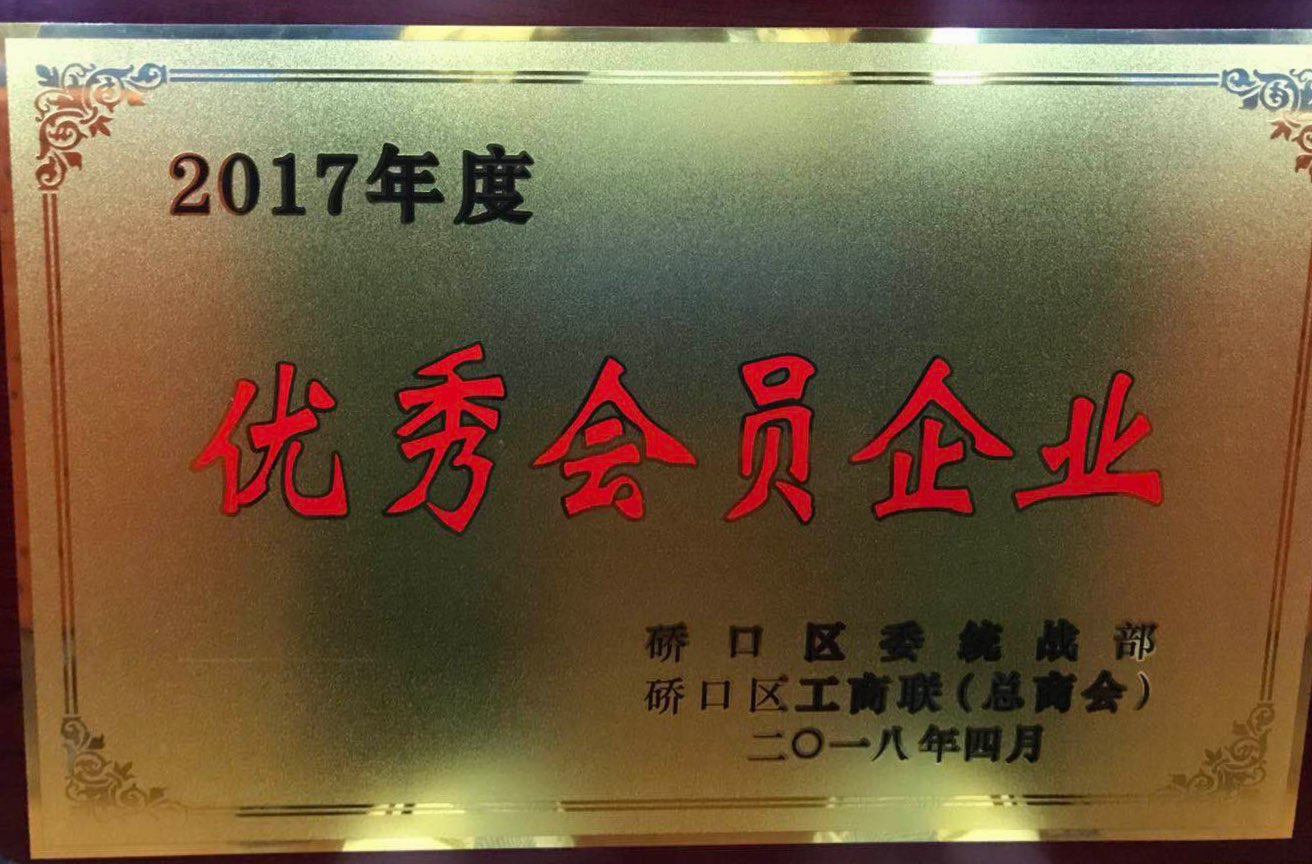 2017年度
优秀会员企业
硚口区委统战部
硚口区工商联(总商会)
二〇一八年四月